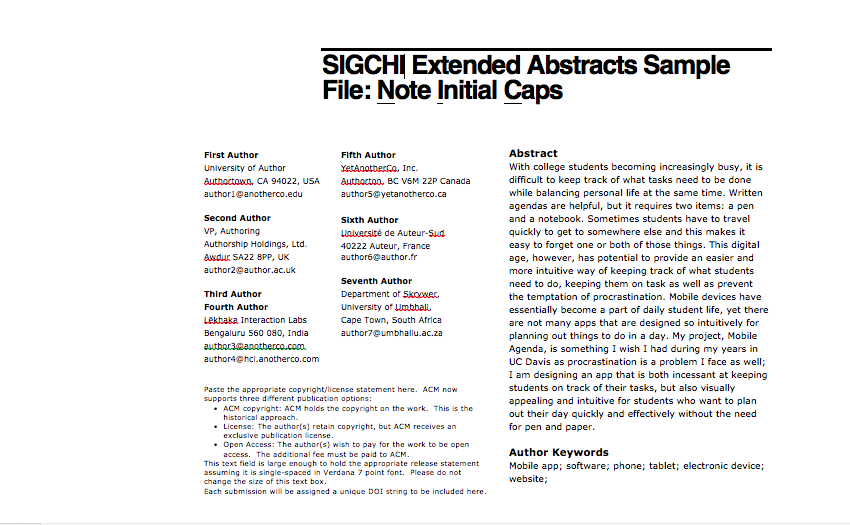 SIGCHI Extended Abstracts Sample
File: Note Initial Caps
First Author
University of Author
Authortown, CA 94022, USA
author1@anotherco.edu
Second Author
VP, Authoring
Authorship Holdings, Ltd.
Awdur SA22 8PP, UK
author2@author.ac.uk
Third Author
Fourth Author
Lēkhaka Interaction Labs
Bengaluru 560 080, India
author3@anotherco.com
author4@hci.anotherco.com
Fifth Author
YetAnotherCo, Inc.
Authorton, BC V6M 22P Canada
author5@yetanotherco.ca
Sixth Author
Université de Auteur-Sud
40222 Auteur, France
author6@author.fr
Seventh Author
Department of Skrywer,
University of Umbhali,
Cape Town, South Africa
author7@umbhaliu.ac.za
Paste the appropriate copyright/license statement here. ACM now
supports three different publication options:
• ACM copyright: ACM holds the copyright on the work. This is the
historical approach.
• License: The author(s) retain copyright, but ACM receives an
exclusive publication license.
• Open Access: The author(s) wish to pay for the work to be open
access. The additional fee must be paid to ACM.
This text field is large enough to hold the appropriate release statement
assuming it is single-spaced in Verdana 7 point font. Please do not
change the size of this text box.
Each submission will be assigned a unique DOI string to be included here.
Abstract
With college students becoming increasingly busy, it is
difficult to keep track of what tasks need to be done
while balancing personal life at the same time. Written
agendas are helpful, but it requires two items: a pen
and a notebook. Sometimes students have to travel
quickly to get to somewhere else and this makes it
easy to forget one or both of those things. This digital
age, however, has potential to provide an easier and
more intuitive way of keeping track of what students
need to do, keeping them on task as well as prevent
the temptation of procrastination. Mobile devices have
essentially become a part of daily student life, yet there
are not many apps that are designed so intuitively for
planning out things to do in a day. My project, Mobile
Agenda, is something I wish I had during my years in
UC Davis as procrastination is a problem I face as well;
I am designing an app that is both incessant at keeping
students on track of their tasks, but also visually
appealing and intuitive for students who want to plan
out their day quickly and effectively without the need
for pen and paper.
Author Keywords
Mobile app; software; phone; tablet; electronic device;
website;